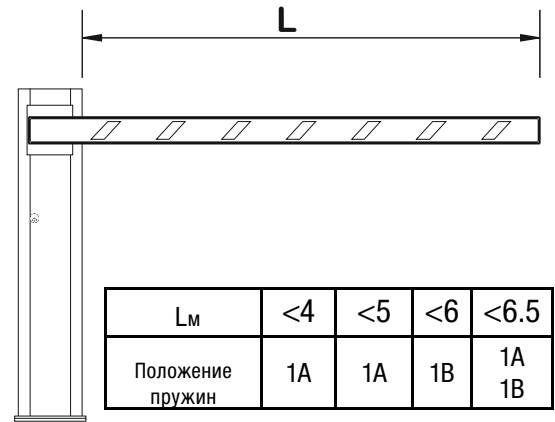 L
Lм <4 <5 <6 <6.5
Положение пружин 1A 1A 1B 1A 1B